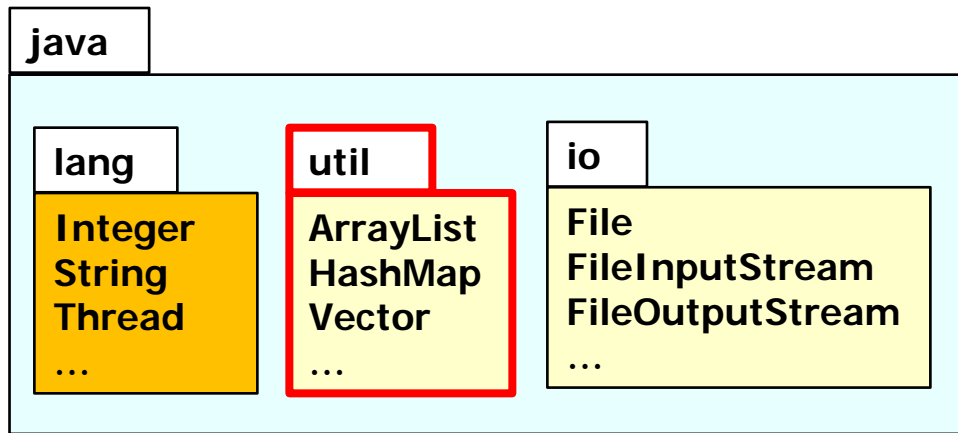 java
lang
Integer
String
Thread
...
util
ArrayList
HashMap
Vector
...
io
File
FileInputStream
FileOutputStream
...